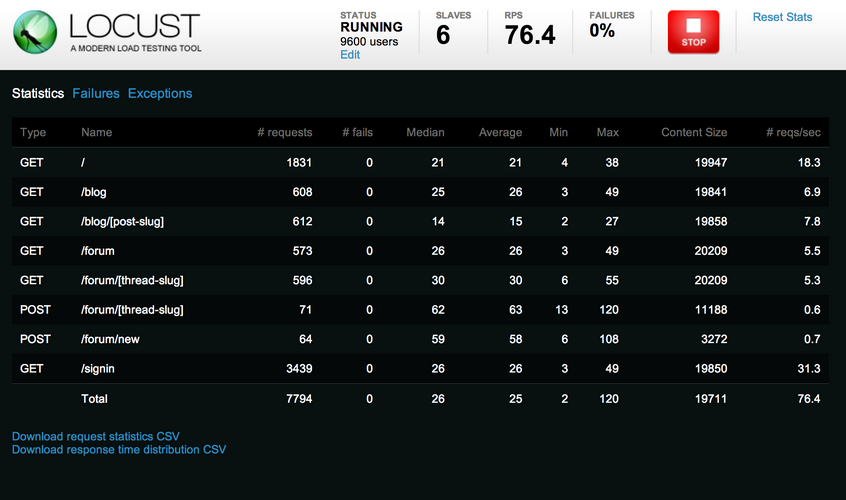 LOCUST
A MODERN LOAD TESTING TOOL
STATUS
RUNNING
9600 users
Edit
SLAVES
6
RPS
76.4
FAILURES
0%
STOP
Reset Stats
Statistics Failures Exceptions
Type Name # requests # fails Median Average Min Max Content Size # reqs/sec
GET / 1831 0 21 21 4 38 19947 18.3
GET /blog 608 0 25 26 3 49 19841 6.9
GET /blog/[post-slug] 612 0 14 15 2 27 19858 7.8
GET /forum 573 0 26 26 3 49 20209 5.5
GET /forum/[thread-slug] 596 0 30 30 6 55 20209 5.3
POST /forum/[thread-slug] 71 0 62 63 13 120 11188 0.6
POST /forum/new 64 0 59 58 6 108 3272 0.7
GET /signin 3439 0 26 26 3 49 19850 31.3
Total 7794 0 26 25 2 120 19711 76.4
Download request statistics CSV
Download response time distribution CSV